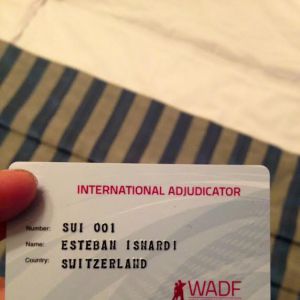 INTERNATIONAL ADJUDICATOR
Number: SUI 001
Name: ESTEBAN ISNARDI
Country: SWITZERLAND
WADF